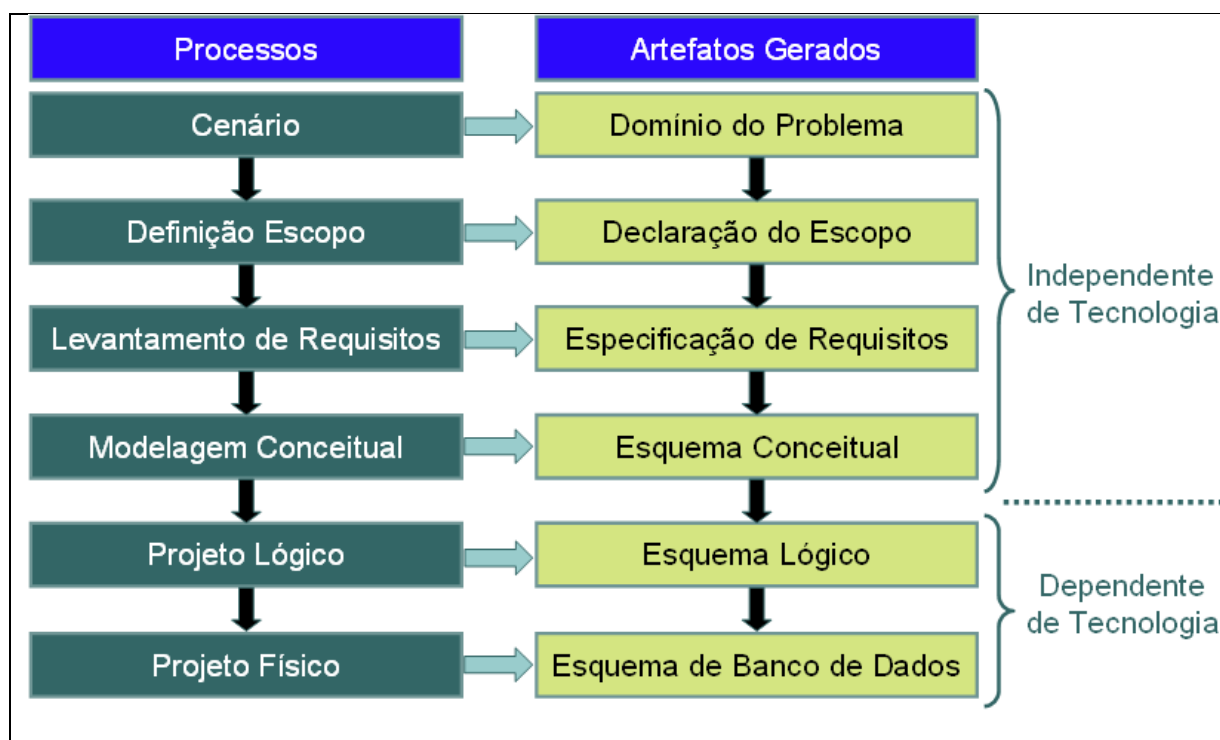 Processos
Artefatos Gerados
Cenário
Domínio do Problema
Definição Escopo
Declaração do Escopo
Levantamento de Requisitos
Especificação de Requisitos
Modelagem Conceitual
Esquema Conceitual
Independente
de Tecnologia
Projeto Lógico
Esquema Lógico
Projeto Físico
Esquema de Banco de Dados
Dependente
de Tecnologia